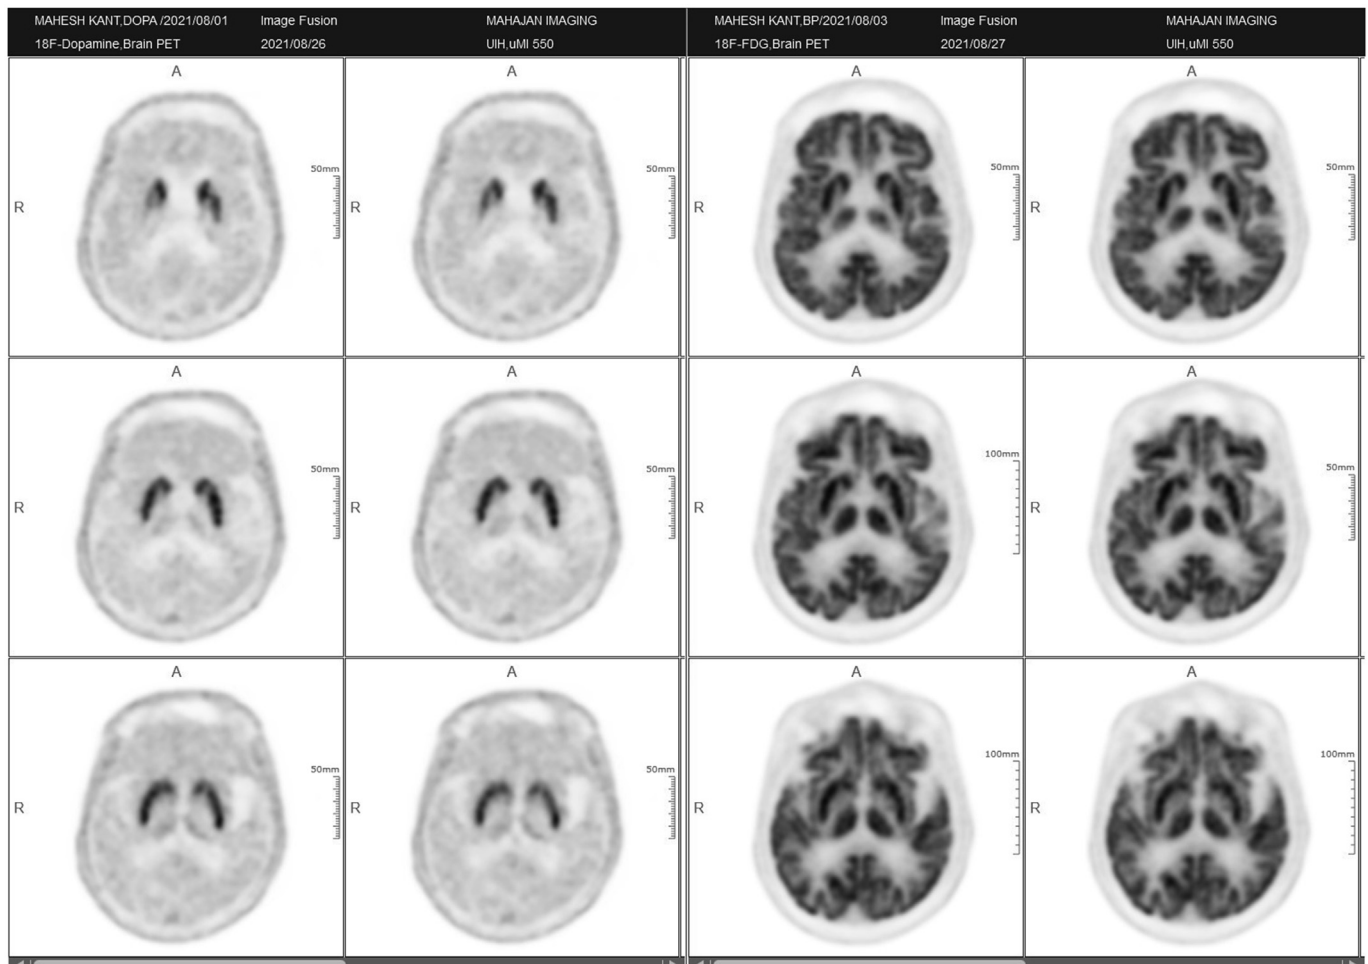 MAHESH KANT,DOPA /2021/08/01 Image Fusion MAHAJAN IMAGING
18F-Dopamine,Brain PET 2021/08/26 UIH,uMI 550
MAHESH KANT,BP/2021/08/03 Image Fusion MAHAJAN IMAGING
18F-FDG,Brain PET 2021/08/27 UIH,uMI 550
A A A A
50mm 50mm 50mm 50mm
R R R R
A A A A
50mm 50mm 100mm 50mm
R R R R
A A A A
50mm 50mm 100mm 100mm
R R R R